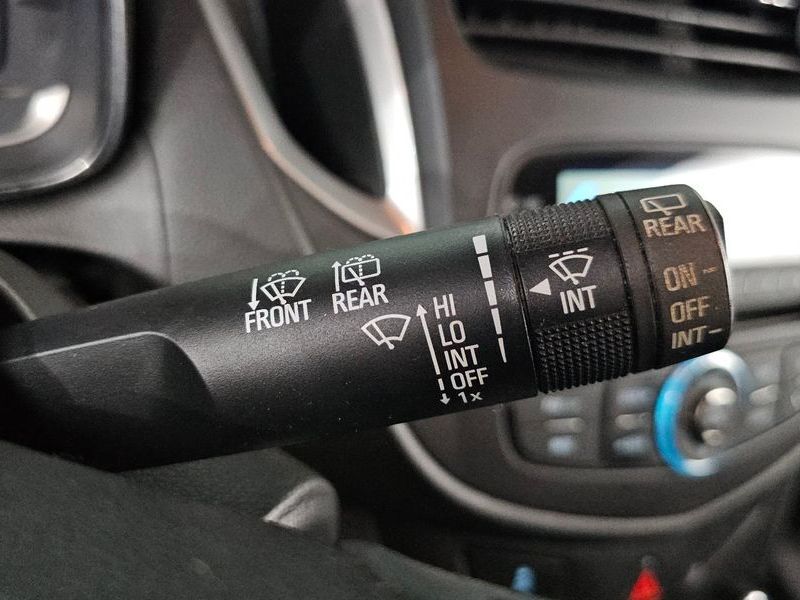 FRONT
REAR
HI
LO
INT
OFF
1x
INT
REAR
ON -
OFF
INT -